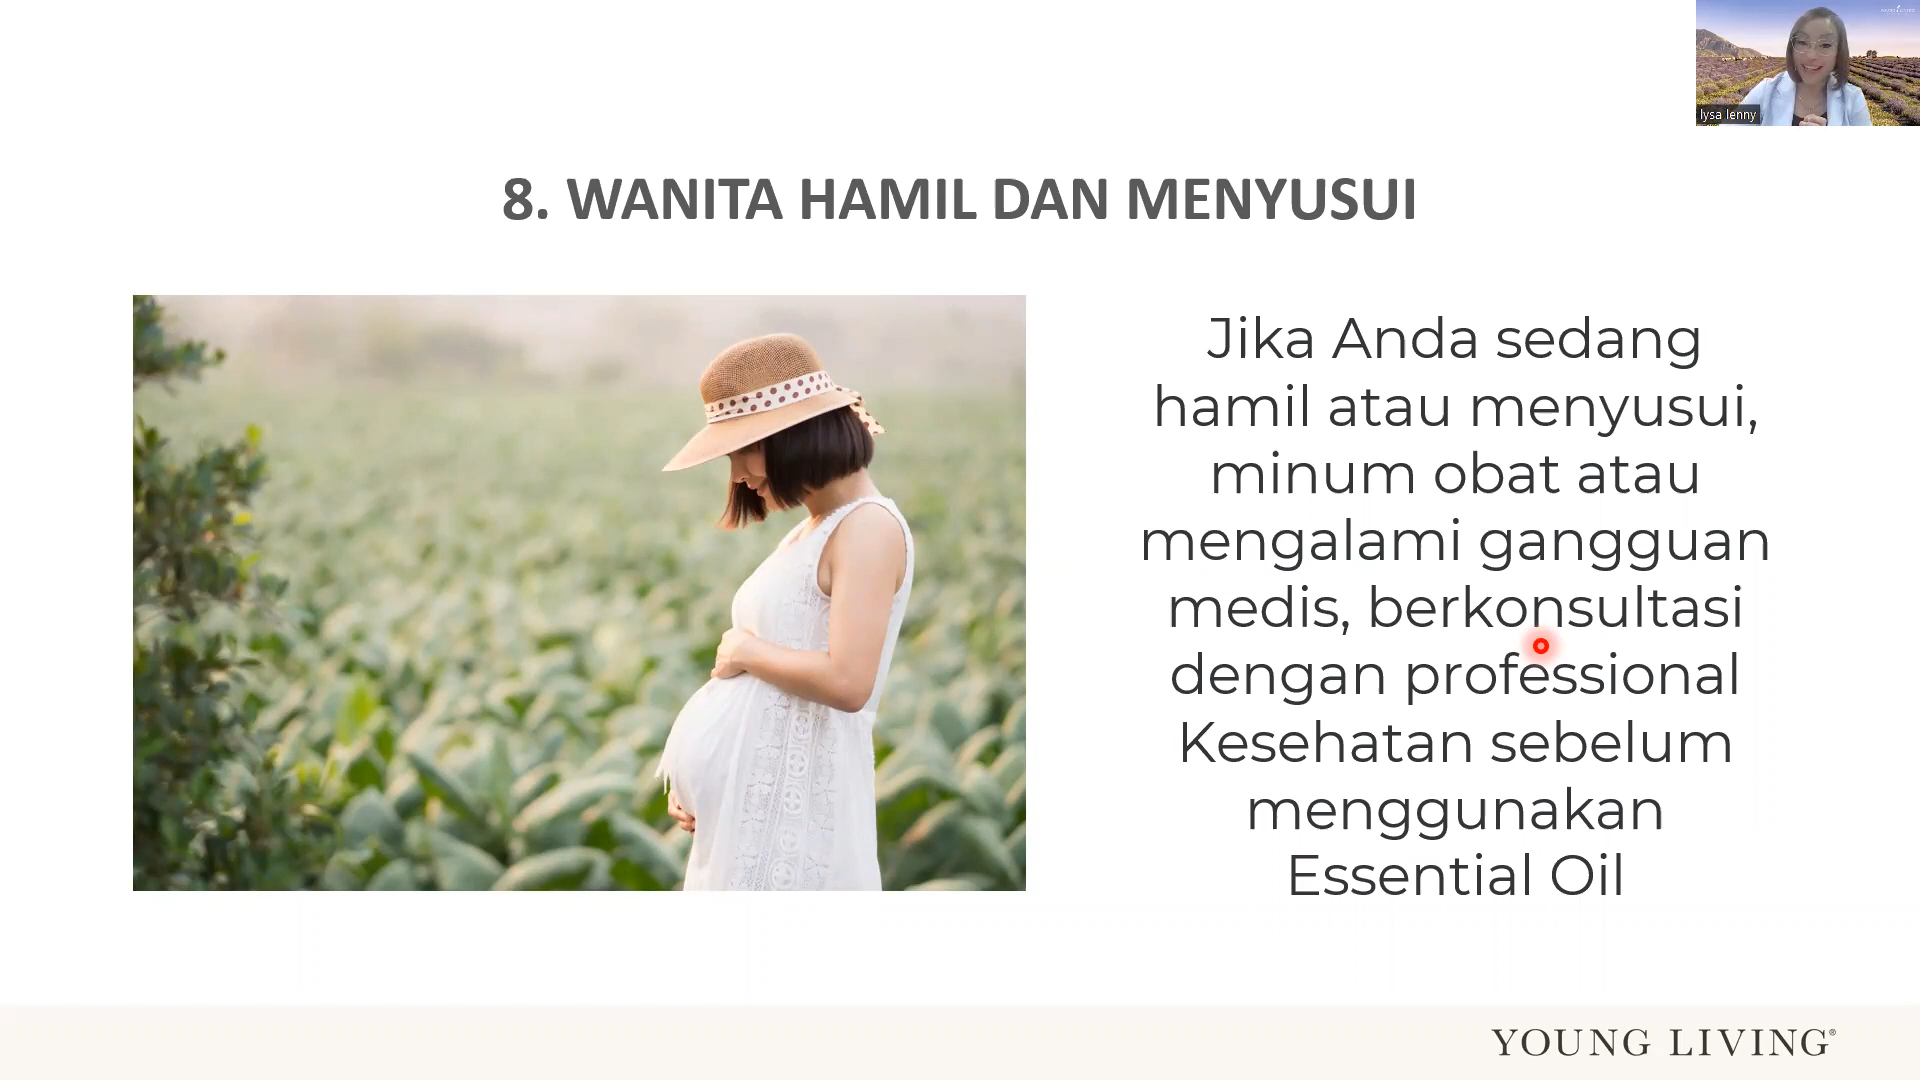 lysa lenny
8. WANITA HAMIL DAN MENYUSUI
Jika Anda sedang
hamil atau menyusui,
minum obat atau
mengalami gangguan
medis, berkonsultasi
dengan professional
Kesehatan sebelum
menggunakan
Essential Oil
YOUNG LIVING®